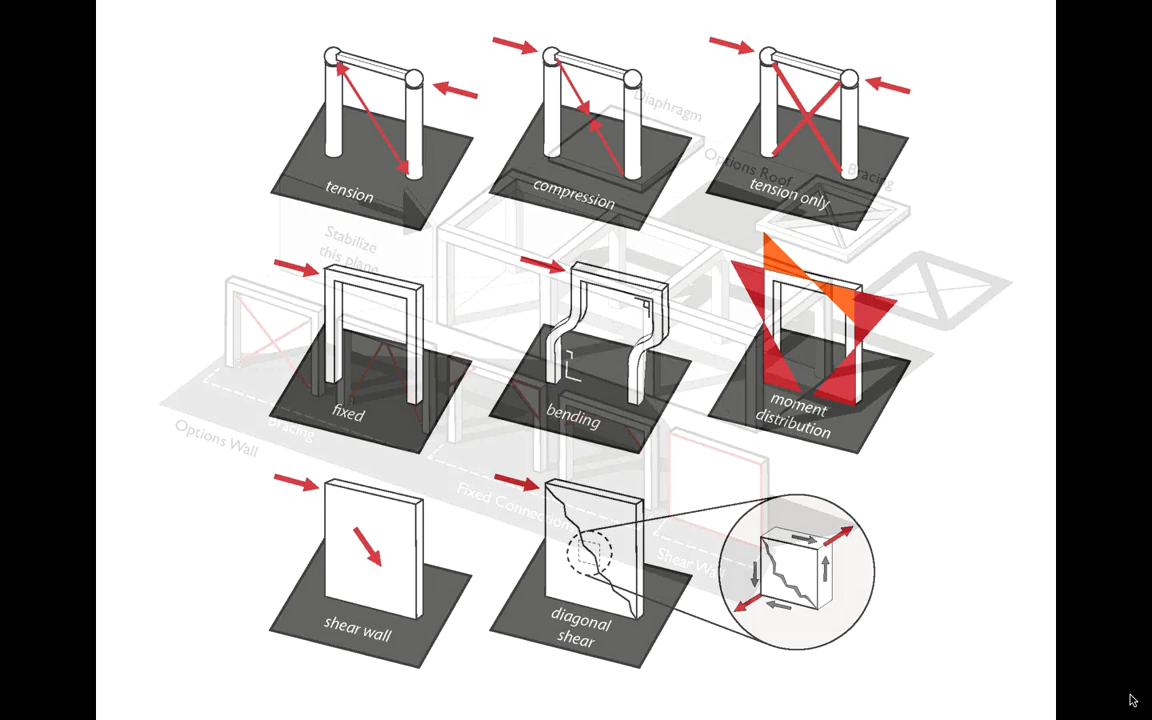 Diaphragm
tension
compression
Options Roof
Bracing
tension only
Stabilize
this plane
fixed
bending
moment
distribution
Options Wall
Bracing
Fixed Connections
Shear Wall
shear wall
diagonal
shear